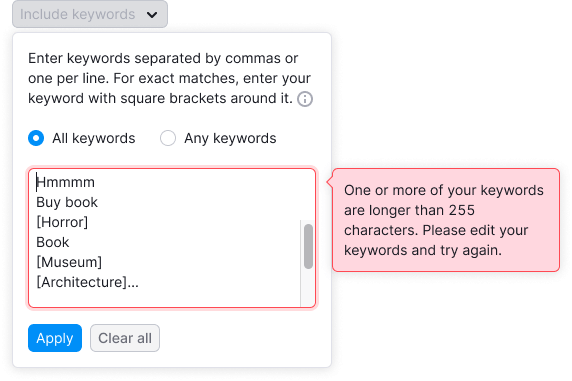 Include keywords
Enter keywords separated by commas or
one per line. For exact matches, enter your
keyword with square brackets around it.
All keywords
Any keywords
Hmmmm
Buy book
[Horror]
Book
[Museum]
[Architecture]...
One or more of your keywords
are longer than 255
characters. Please edit your
keywords and try again.
Apply
Clear all